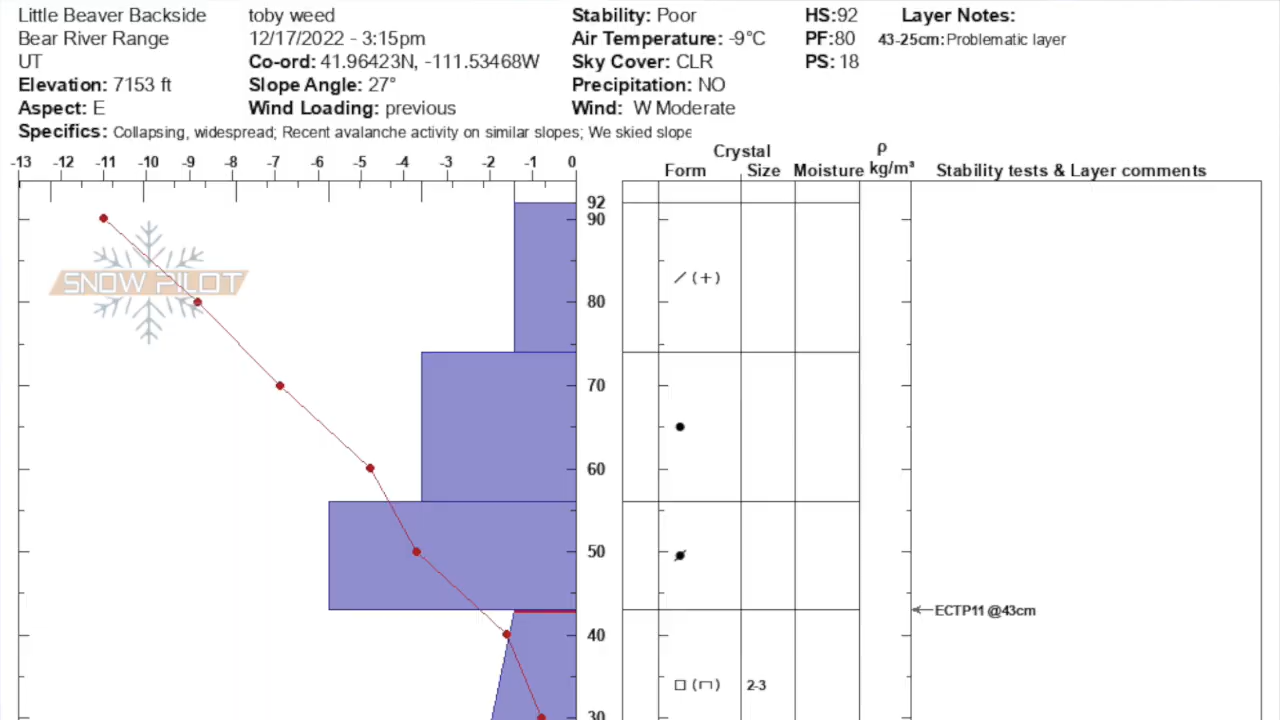 Little Beaver Backside toby weed Stability: Poor HS:92 Layer Notes:
Bear River Range 12/17/2022 - 3:15pm Air Temperature: -9°C PF:80 43-25cm: Problematic layer
UT Co-ord: 41.96423N, -111.53468W Sky Cover: CLR PS: 18
Elevation: 7153 ft Slope Angle: 27° Precipitation: NO
Aspect: E Wind Loading: previous Wind: W Moderate
Specifics: Collapsing, widespread; Recent avalanche activity on similar slopes; We skied slope
Crystal ρ
-13 -12 -11 -10 -9 -8 -7 -6 -5 -4 -3 -2 -1 0 Form Size Moisture kg/m³ Stability tests & Layer comments
92
90
SNOW PILOT
(+)
80
70
60
50
ECTP11 @43cm
40
2-3
30